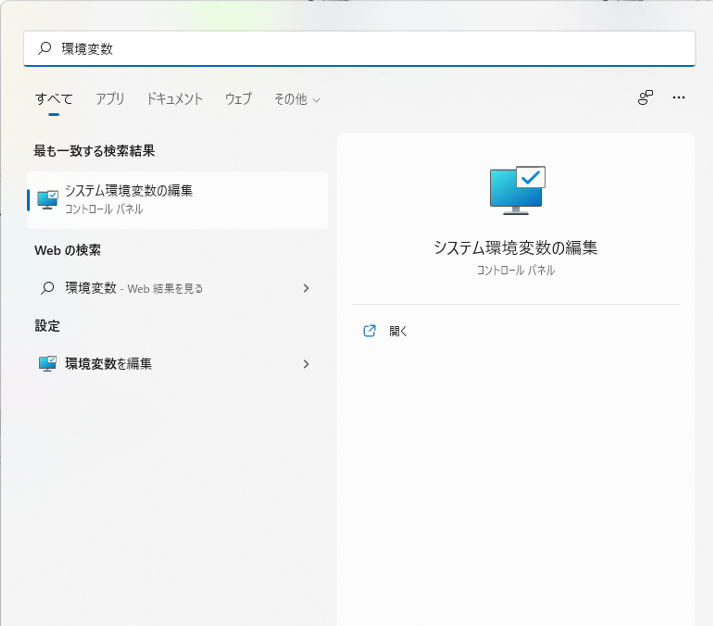 環境変数
すべて アプリ ドキュメント ウェブ その他
最も一致する検索結果
システム環境変数の編集
コントロール パネル
Web の検索
環境変数 - Web 結果を見る
設定
環境変数を編集
システム環境変数の編集
コントロール パネル
開く